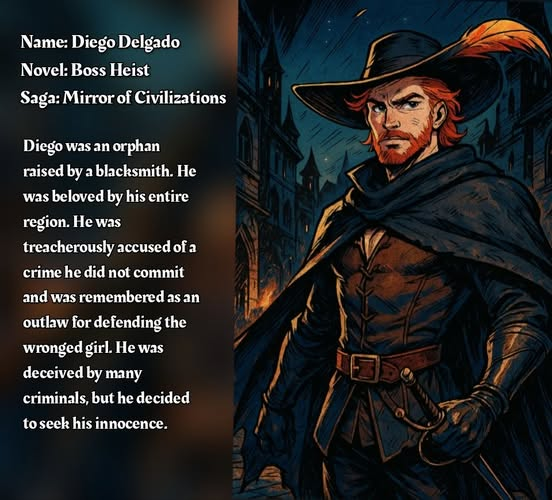 Name: Diego Delgado
Novel: Boss Heist
Saga: Mirror of Civilizations
Diego was an orphan
raised by a blacksmith. He
was beloved by his entire
region. He was
treacherously accused of a
crime he did not commit
and was remembered as an
outlaw for defending the
wronged girl. He was
deceived by many
criminals, but he decided
to seek his innocence.